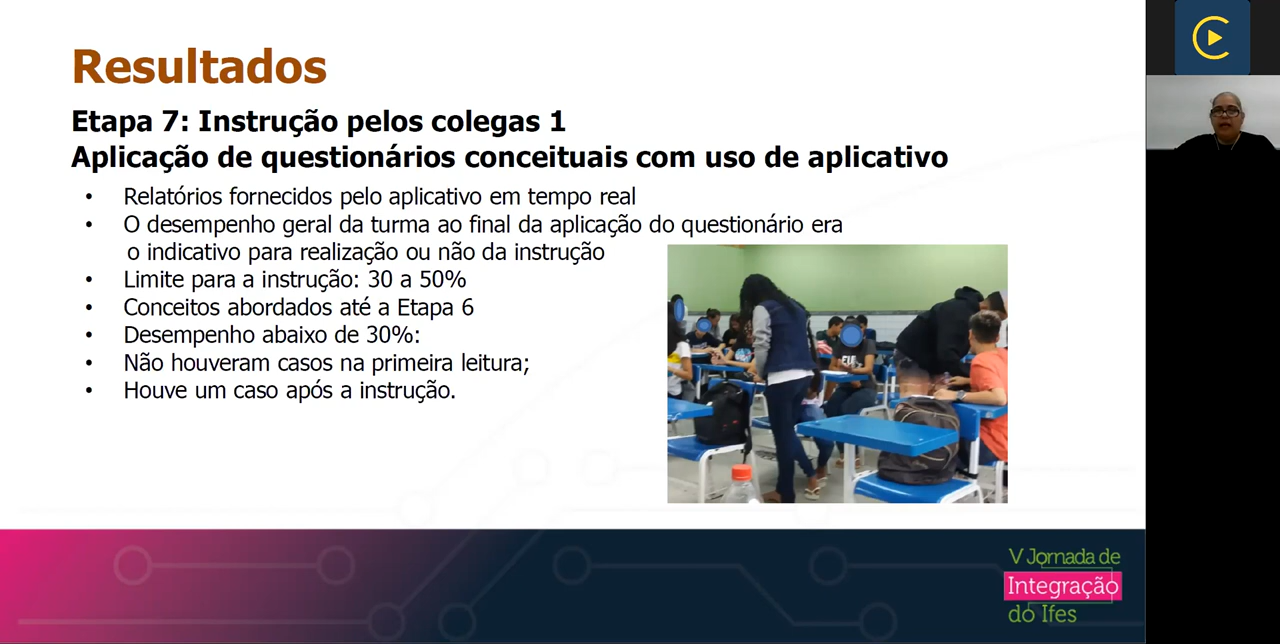 Resultados
Etapa 7: Instrução pelos colegas 1
Aplicação de questionários conceituais com uso de aplicativo
• Relatórios fornecidos pelo aplicativo em tempo real
• O desempenho geral da turma ao final da aplicação do questionário era
o indicativo para realização ou não da instrução
• Limite para a instrução: 30 a 50%
• Conceitos abordados até a Etapa 6
• Desempenho abaixo de 30%:
• Não houveram casos na primeira leitura;
• Houve um caso após a instrução.
V Jornada de
Integração
do Ifes